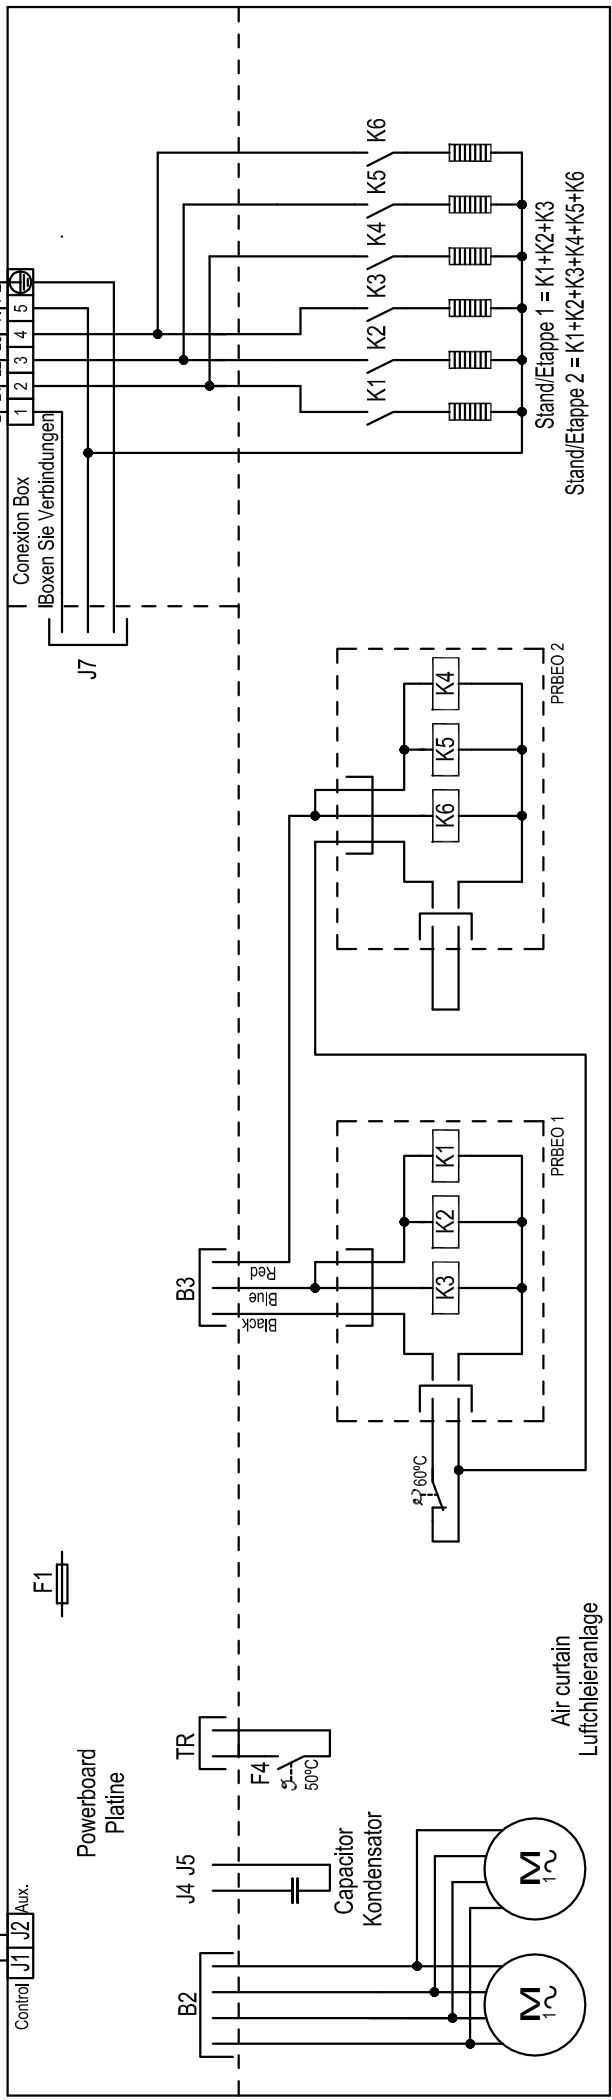 Control
J1
J2
Aux.
Powerboard
Platine
F1
B2
J4 J5
TR
F4
50ºC
Capacitor
Kondensator
M
1~
M
1~
Air curtain
Luftchleieranlage
B3
Black
Blue
Red
60ºC
K3
K2
K1
PRBEO 1
K6
K5
K4
PRBEO 2
J7
Conexion Box
Boxen Sie Verbindungen
1
2
3
4
5
K1
K2
K3
K4
K5
K6
Stand/Etappe 1 = K1+K2+K3
Stand/Etappe 2 = K1+K2+K3+K4+K5+K6